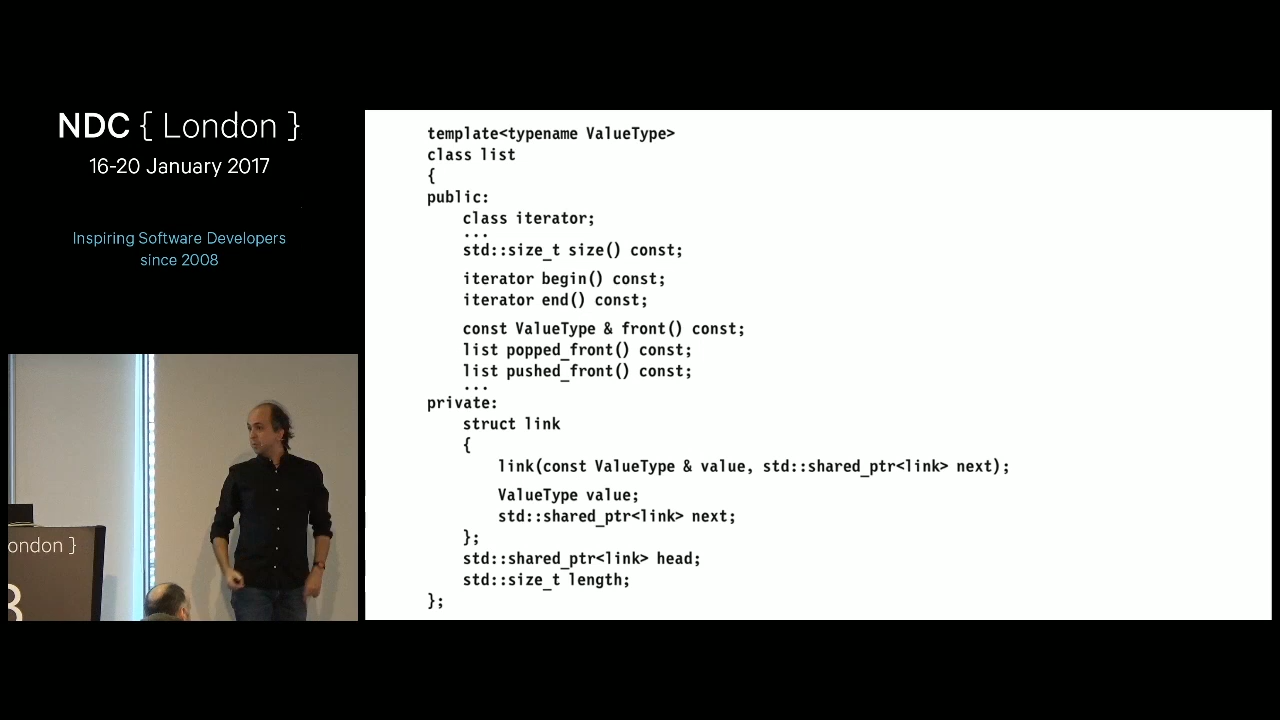 NDC { London }
16-20 January 2017
Inspiring Software Developers
since 2008
ondon }
template<typename ValueType>
class list
{
public:
class iterator;
...
std::size_t size() const;
iterator begin() const;
iterator end() const;
const ValueType & front() const;
list popped_front() const;
list pushed_front() const;
...
private:
struct link
{
link(const ValueType & value, std::shared_ptr<link> next);
ValueType value;
std::shared_ptr<link> next;
};
std::shared_ptr<link> head;
std::size_t length;
};